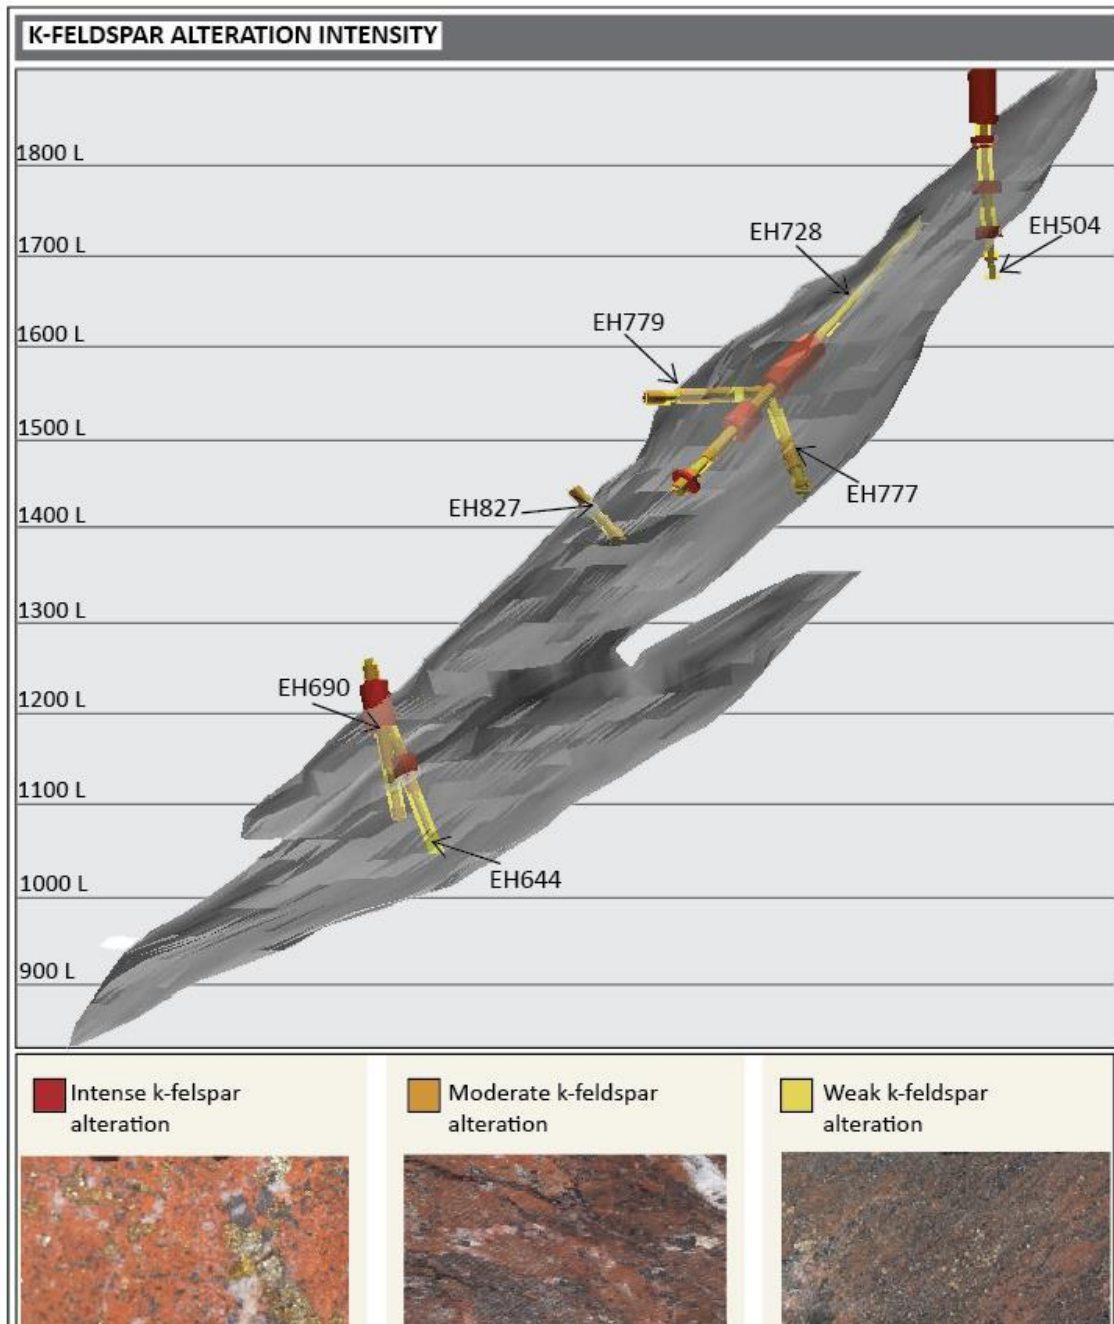 K-FELDSPAR ALTERATION INTENSITY
1800 L
1700 L
EH728
EH504
1600 L
EH779
1500 L
EH777
EH827
1400 L
1300 L
1200 L
EH690
1100 L
EH644
1000 L
900 L
Intense k-felspar
alteration
Moderate k-feldspar
alteration
Weak k-feldspar
alteration